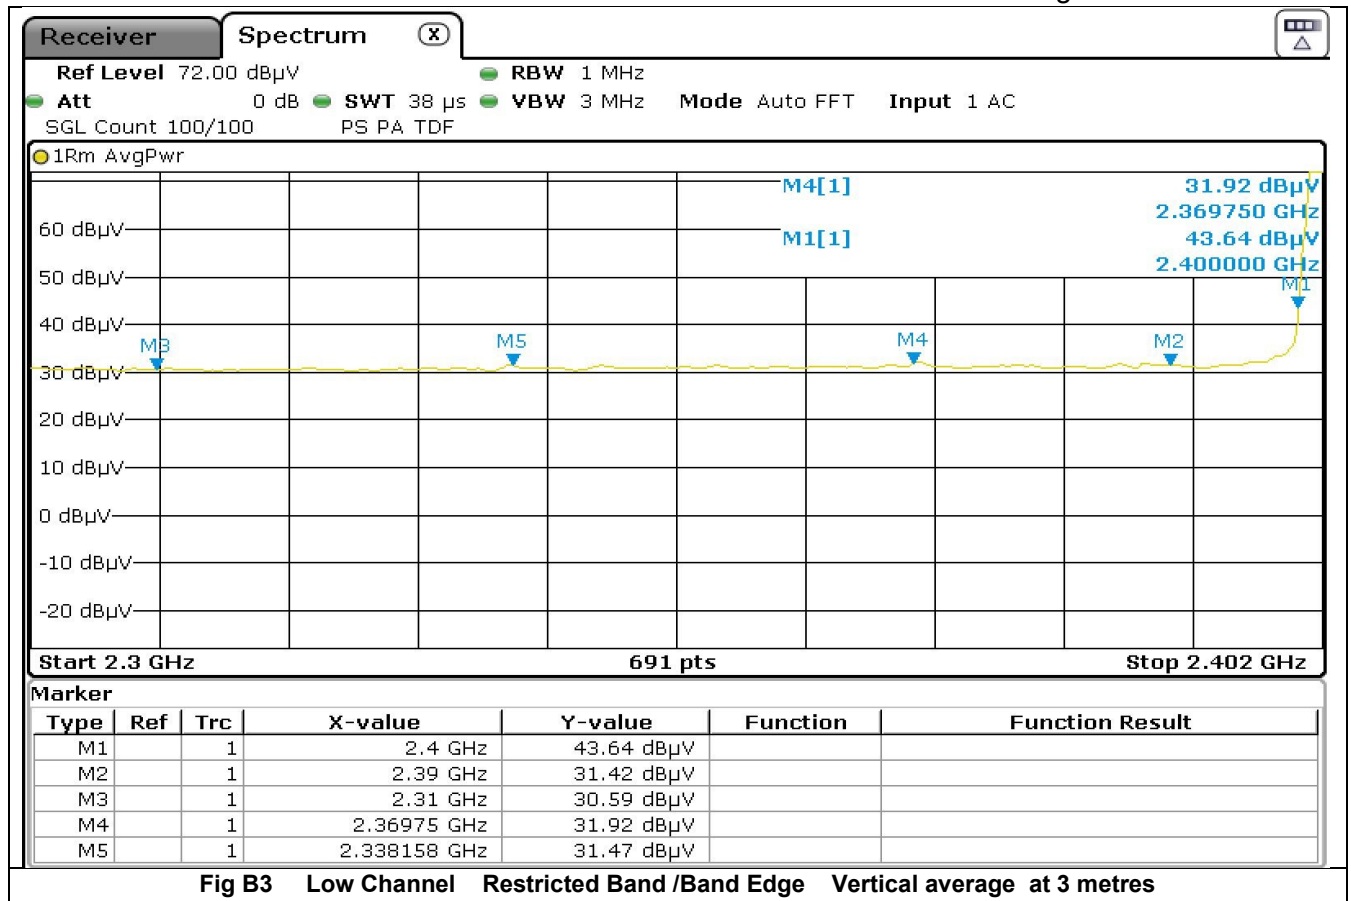 Receiver Spectrum X
Ref Level 72.00 dBµV RBW 1 MHz
Att 0 dB SWT 38 µs VBW 3 MHz Mode Auto FFT Input 1 AC
SGL Count 100/100 PS PA TDF
1Rm AvgPwr
M4[1] 31.92 dBµV
2.369750 GHz
60 dBµV
M1[1] 43.64 dBµV
2.400000 GHz
50 dBµV
M1
40 dBµV
M3 M5 M4 M2
30 dBµV
20 dBµV
10 dBµV
0 dBµV
-10 dBµV
-20 dBµV
Start 2.3 GHz 691 pts Stop 2.402 GHz
Marker
Type Ref Trc X-value Y-value Function Function Result
M1 1 2.4 GHz 43.64 dBµV
M2 1 2.39 GHz 31.42 dBµV
M3 1 2.31 GHz 30.59 dBµV
M4 1 2.36975 GHz 31.92 dBµV
M5 1 2.338158 GHz 31.47 dBµV
Fig B3 Low Channel Restricted Band /Band Edge Vertical average at 3 metres